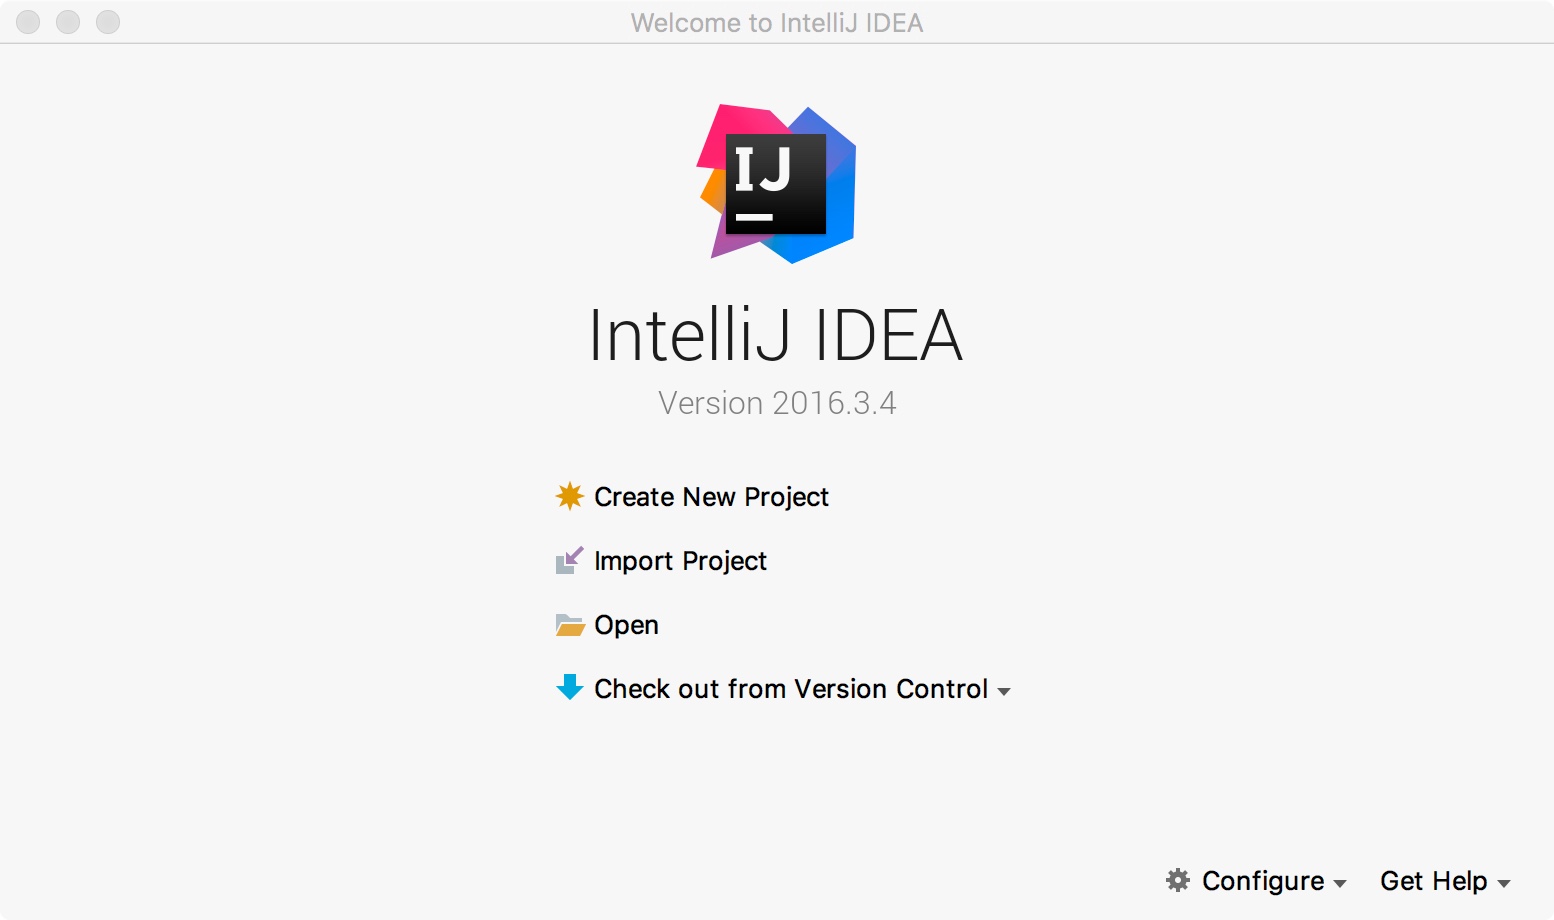 Welcome to IntelliJ IDEA
IJ
IntelliJ IDEA
Version 2016.3.4
Create New Project
Import Project
Open
Check out from Version Control
Configure
Get Help